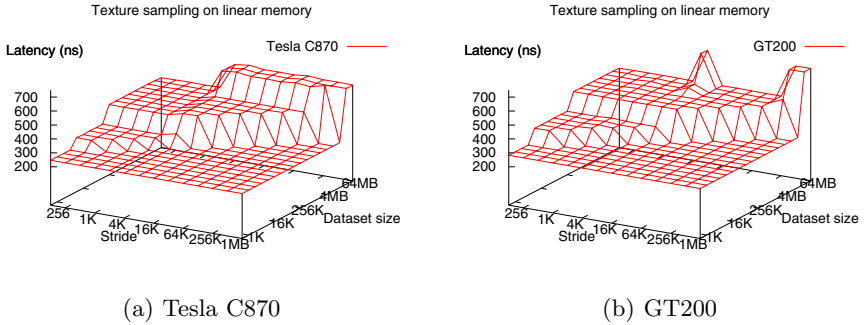 Texture sampling on linear memory
Latency (ns)
Tesla C870
700
600
500
400
300
200
256
1K
4K
16K
64K
256K
1MB
Stride
1K
16K
256K
4MB
64MB
Dataset size
(a) Tesla C870
Texture sampling on linear memory
Latency (ns)
GT200
700
600
500
400
300
200
256
1K
4K
16K
64K
256K
1MB
Stride
1K
16K
256K
4MB
64MB
Dataset size
(b) GT200